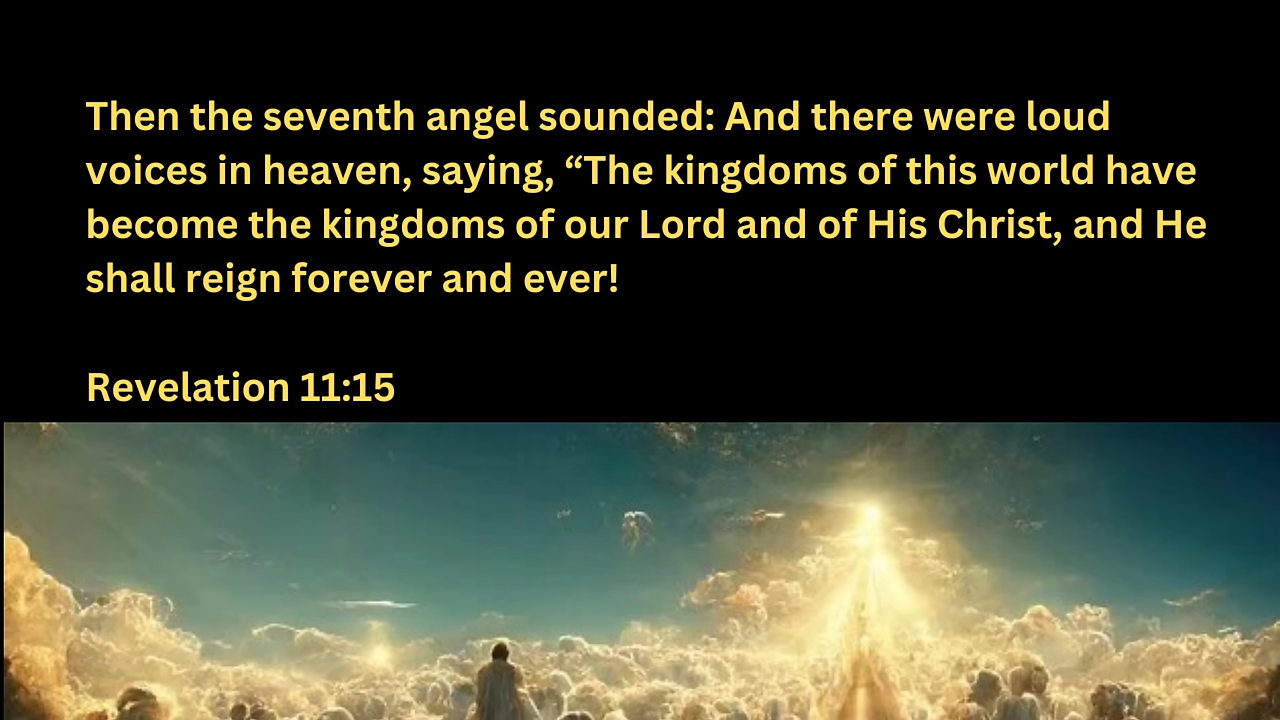 Then the seventh angel sounded: And there were loud
voices in heaven, saying, “The kingdoms of this world have
become the kingdoms of our Lord and of His Christ, and He
shall reign forever and ever!
Revelation 11:15